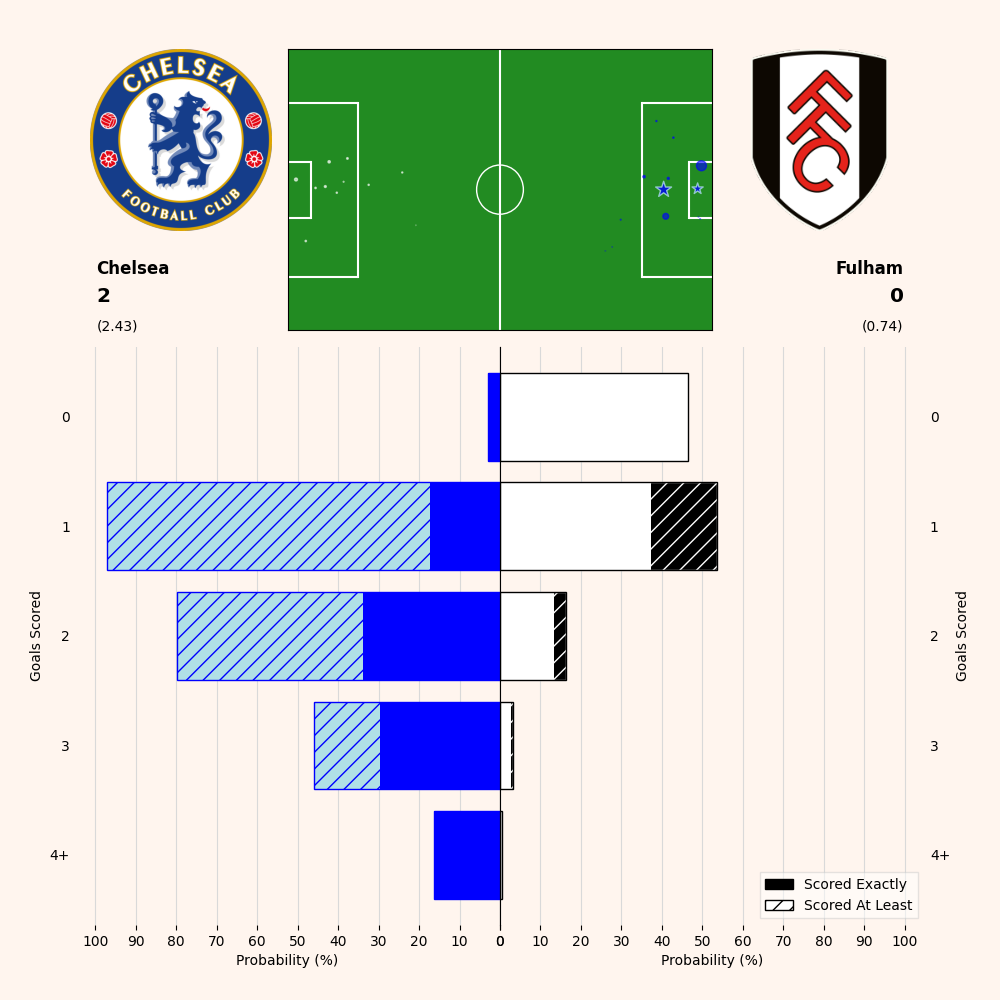 CHELSEA
FOOTBALL CLUB
FFC
Chelsea
2
(2.43)
Fulham
0
(0.74)
0
1
2
3
4+
Goals Scored
0
1
2
3
4+
Goals Scored
Scored Exactly
Scored At Least
100 90 80 70 60 50 40 30 20 10 0
0 10 20 30 40 50 60 70 80 90 100
Probability (%)
Probability (%)